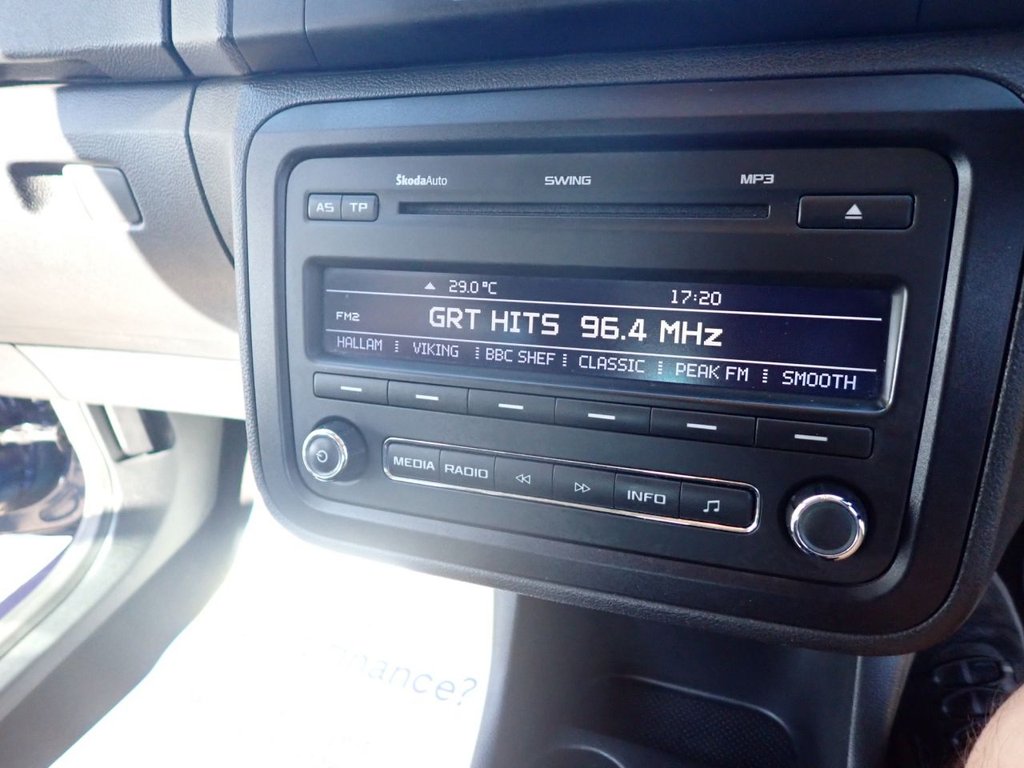 ŠkodaAuto SWING MP3
AS TP
29.0°C 17:20
FM2 GRT HITS 96.4 MHz
HALLAM VIKING BBC SHEF CLASSIC PEAK FM SMOOTH
MEDIA RADIO INFO
finance?